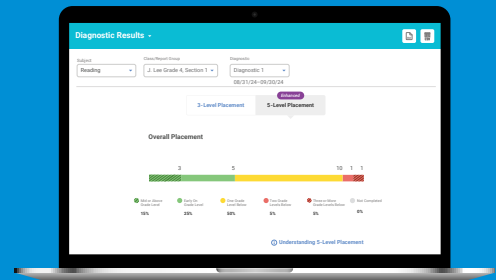 Diagnostic Results
Subject
Class/Report Group
Diagnostic
Reading
J. Lee Grade 4, Section 1
Diagnostic 1
08/31/24–09/30/24
Enhanced
3-Level Placement
5-Level Placement
Overall Placement
3 5 10 1 1
Mid or Above Grade Level
Early On Grade Level
One Grade Level Below
Two Grade Levels Below
Three or More Grade Levels Below
Not Completed
15% 25% 50% 5% 5% 0%
Understanding 5-Level Placement